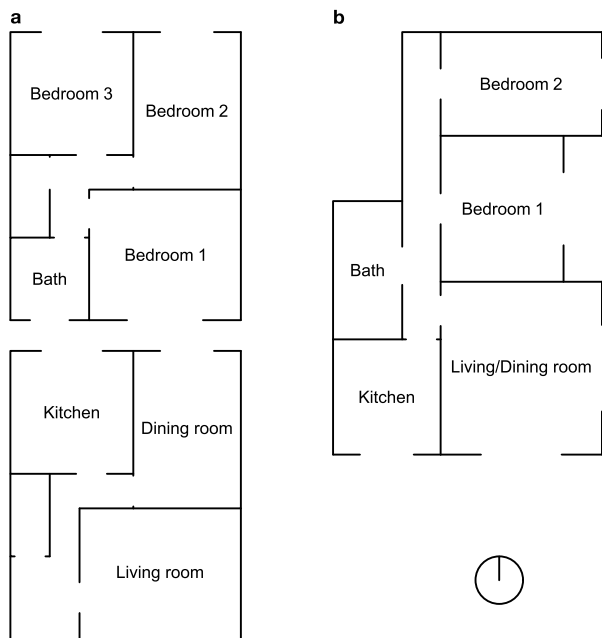 a
Bedroom 3
Bedroom 2
Bedroom 1
Bath
Kitchen
Dining room
Living room
b
Bedroom 2
Bedroom 1
Bath
Living/Dining room
Kitchen